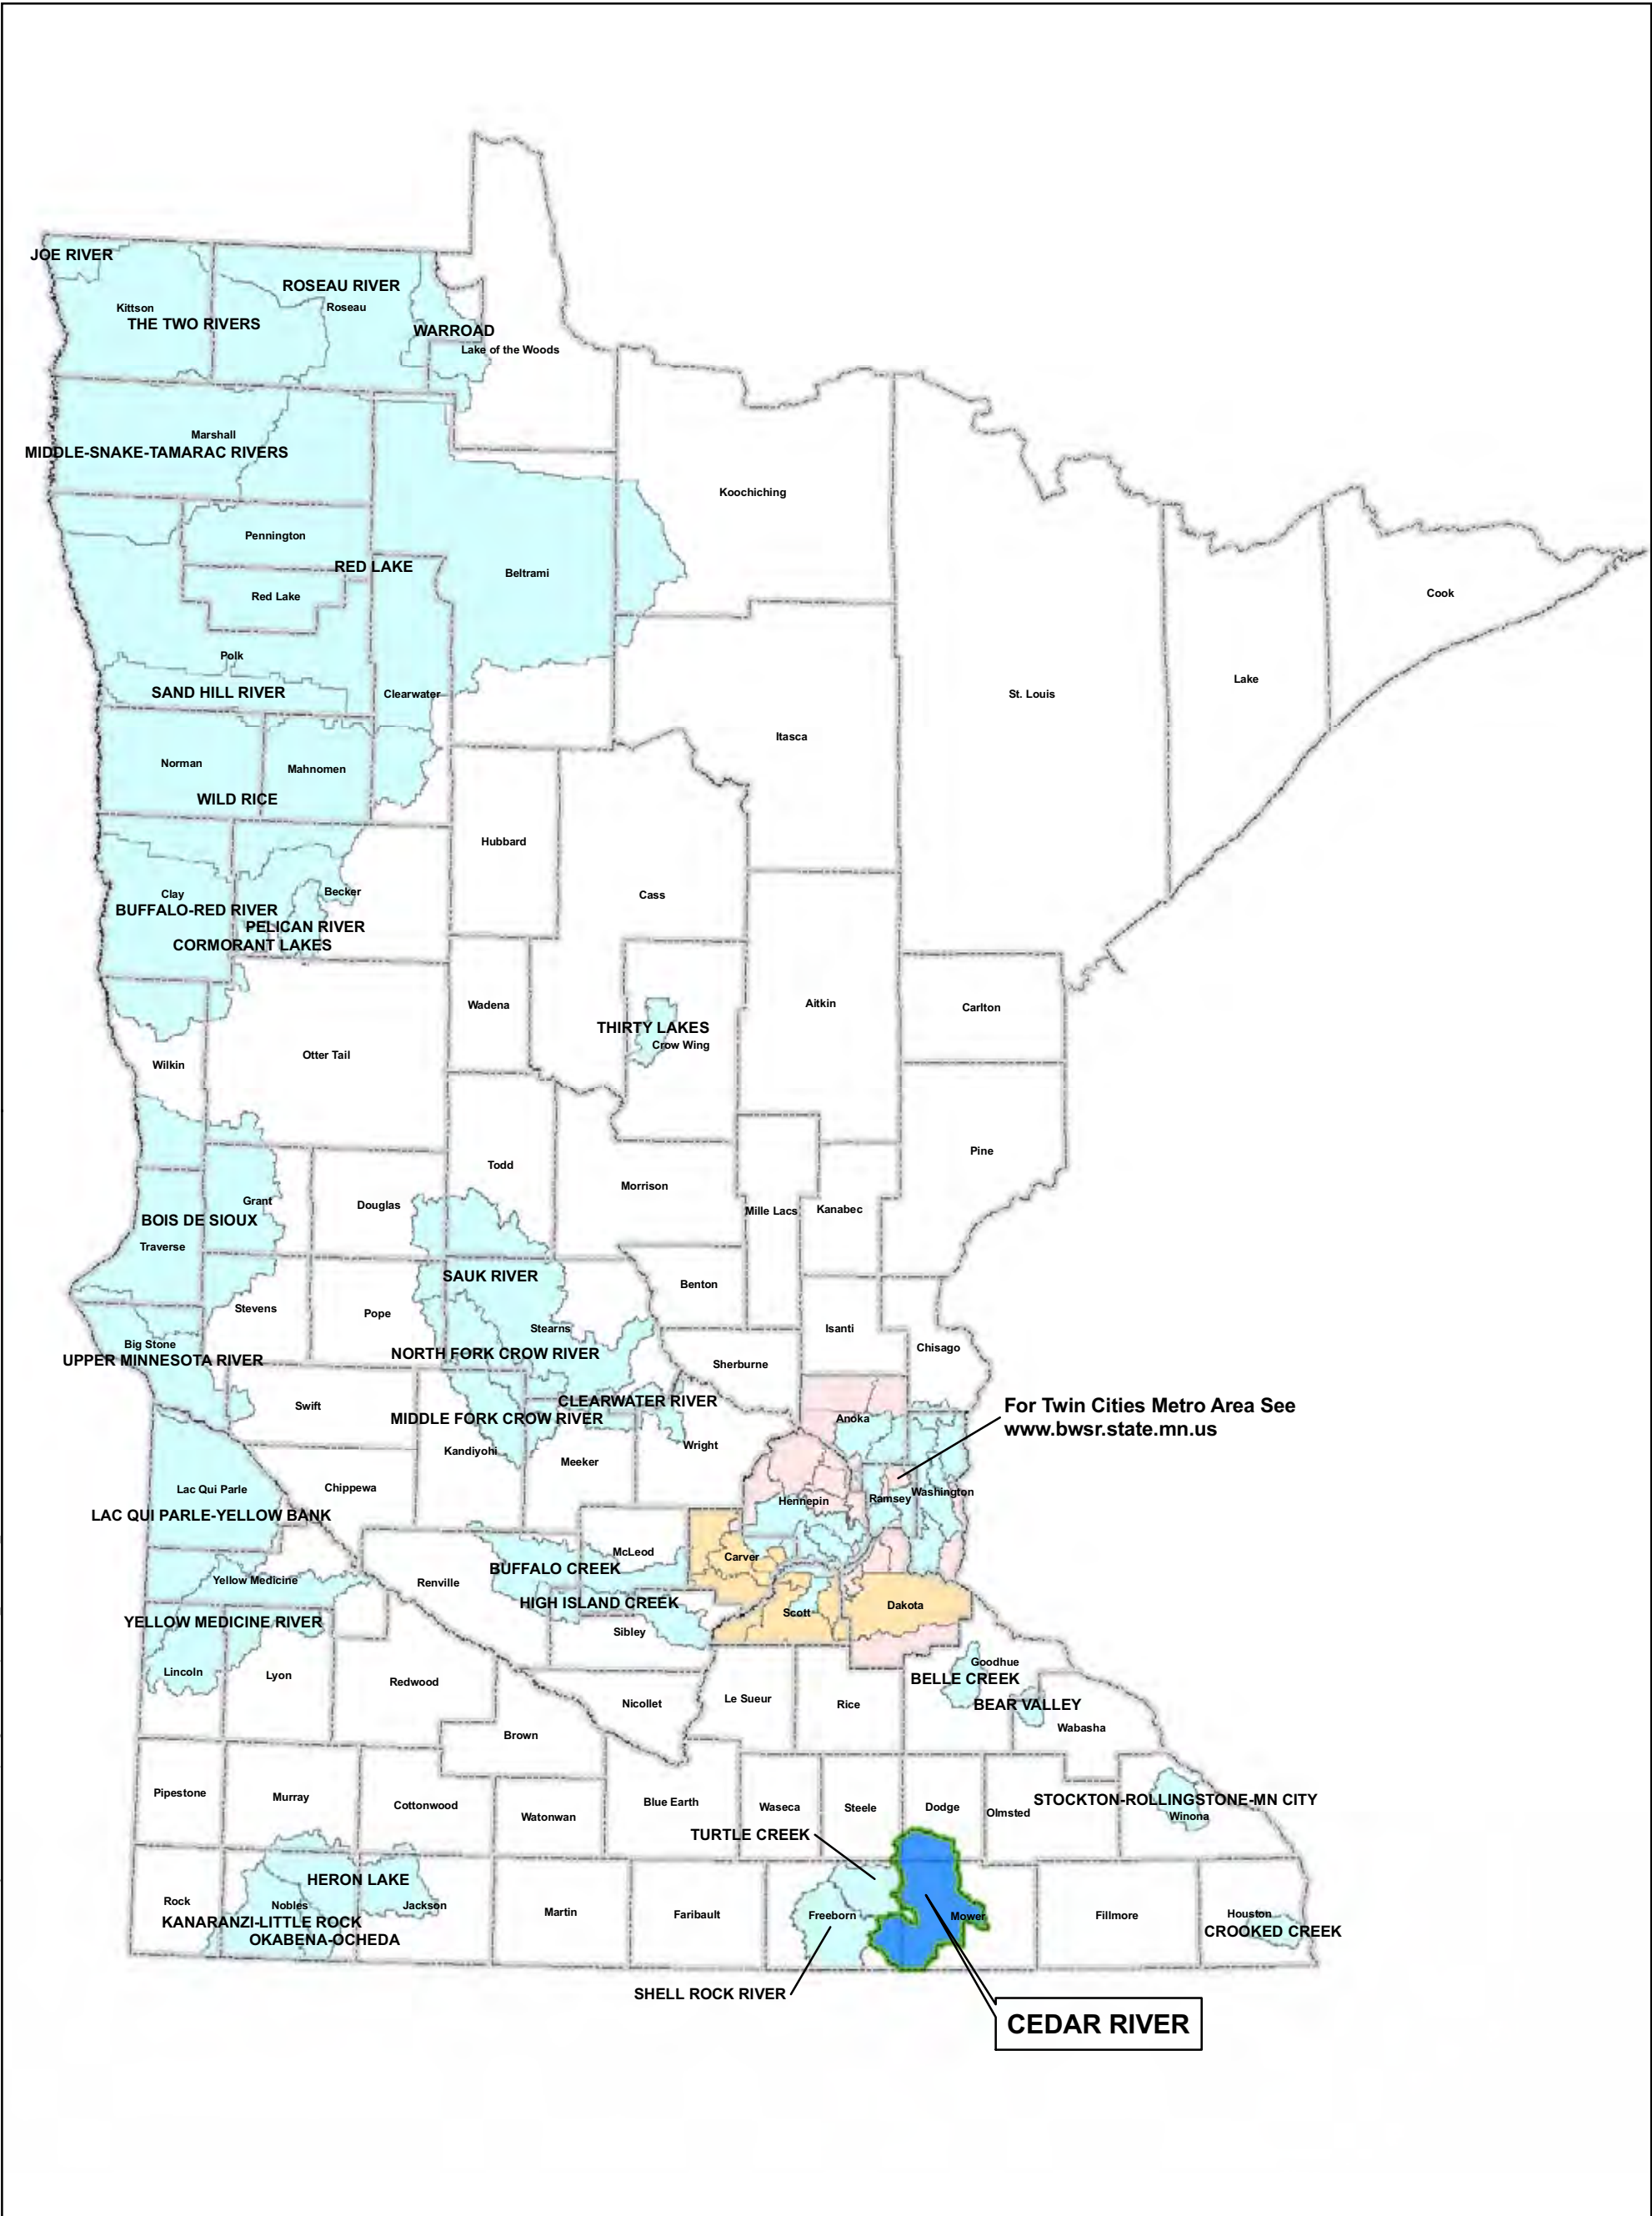 JOE RIVER
ROSEAU RIVER
Kittson
Roseau
THE TWO RIVERS
WARROAD
Lake of the Woods
Marshall
MIDDLE-SNAKE-TAMARAC RIVERS
Koochiching
Pennington
RED LAKE
Beltrami
Red Lake
Cook
Polk
SAND HILL RIVER
Clearwater
St. Louis
Lake
Itasca
Norman
Mahnomen
WILD RICE
Hubbard
Clay
Becker
Cass
BUFFALO-RED RIVER
PELICAN RIVER
CORMORANT LAKES
Wadena
Aitkin
Carlton
THIRTY LAKES
Crow Wing
Otter Tail
Wilkin
Pine
Todd
Morrison
Grant
Douglas
Mille Lacs
Kanabec
BOIS DE SIOUX
Traverse
SAUK RIVER
Benton
Stevens
Pope
Stearns
Isanti
Big Stone
Chisago
UPPER MINNESOTA RIVER
NORTH FORK CROW RIVER
Sherburne
CLEARWATER RIVER
Swift
MIDDLE FORK CROW RIVER
Anoka
For Twin Cities Metro Area See
www.bwsr.state.mn.us
Kandiyohi
Wright
Meeker
Lac Qui Parle
Chippewa
Hennepin
Ramsey
Washington
LAC QUI PARLE-YELLOW BANK
McLeod
Carver
BUFFALO CREEK
Yellow Medicine
Renville
HIGH ISLAND CREEK
Dakota
Scott
YELLOW MEDICINE RIVER
Sibley
Goodhue
Lincoln
Lyon
BELLE CREEK
Redwood
Le Sueur
Nicollet
Rice
BEAR VALLEY
Wabasha
Brown
Pipestone
Murray
Cottonwood
Blue Earth
Waseca
Steele
Dodge
Olmsted
STOCKTON-ROLLINGSTONE-MN CITY
Winona
Watonwan
TURTLE CREEK
HERON LAKE
Rock
Nobles
Jackson
Martin
Faribault
Freeborn
Mower
Fillmore
Houston
KANARANZI-LITTLE ROCK
CROOKED CREEK
OKABENA-OCHEDA
SHELL ROCK RIVER
CEDAR RIVER